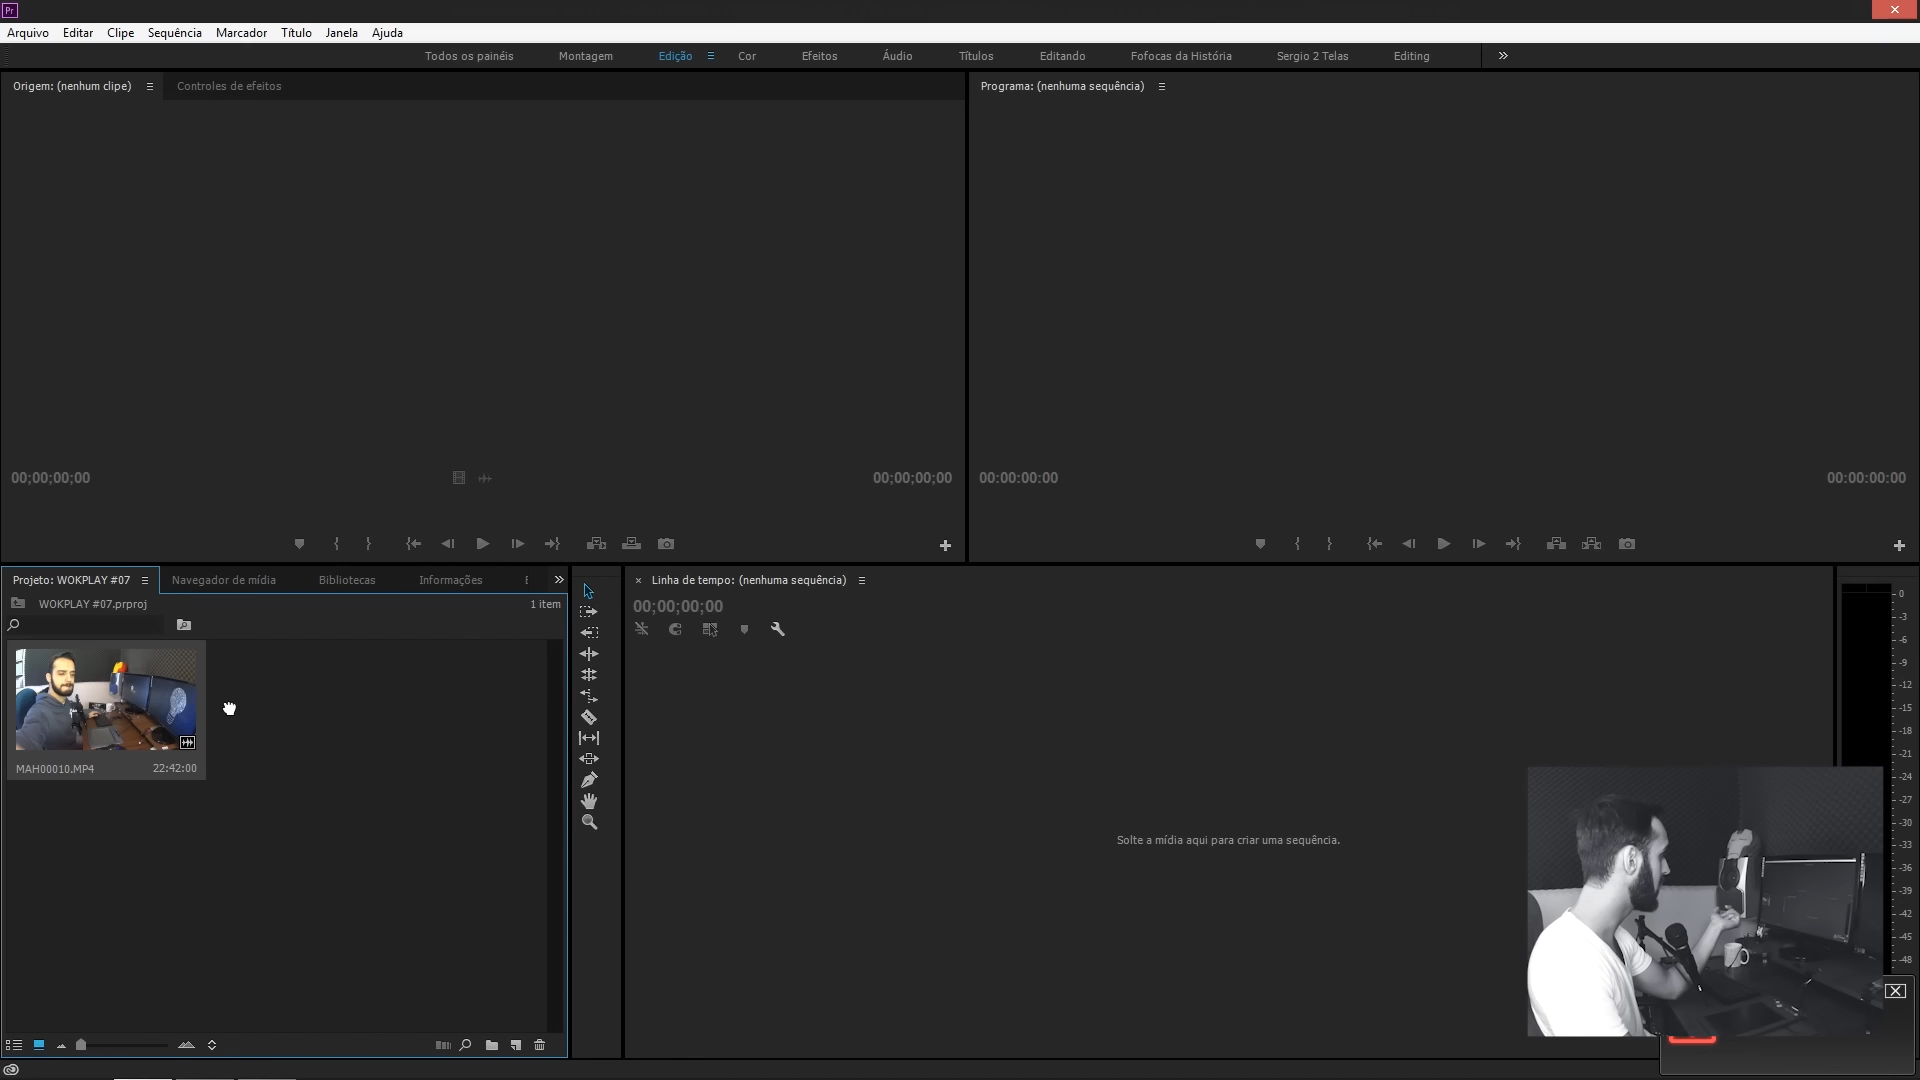 Pr
Arquivo Editar Clipe Sequência Marcador Título Janela Ajuda
Todos os painéis Montagem Edição Cor Efeitos Áudio Títulos Editando Fofocas da História Sergio 2 Telas Editing
Origem: (nenhum clipe) Controles de efeitos
Programa: (nenhuma sequência)
00;00;00;00 00;00;00;00
00:00:00:00 00:00:00:00
Projeto: WOKPLAY #07 Navegador de mídia Bibliotecas Informações
WOKPLAY #07.prproj 1 item
MAH00010.MP4 22:42:00
Linha de tempo: (nenhuma sequência)
00;00;00;00
Solte a mídia aqui para criar uma sequência.
0
-3
-6
-9
-12
-15
-18
-21
-24
-27
-30
-33
-36
-39
-42
-45
-48